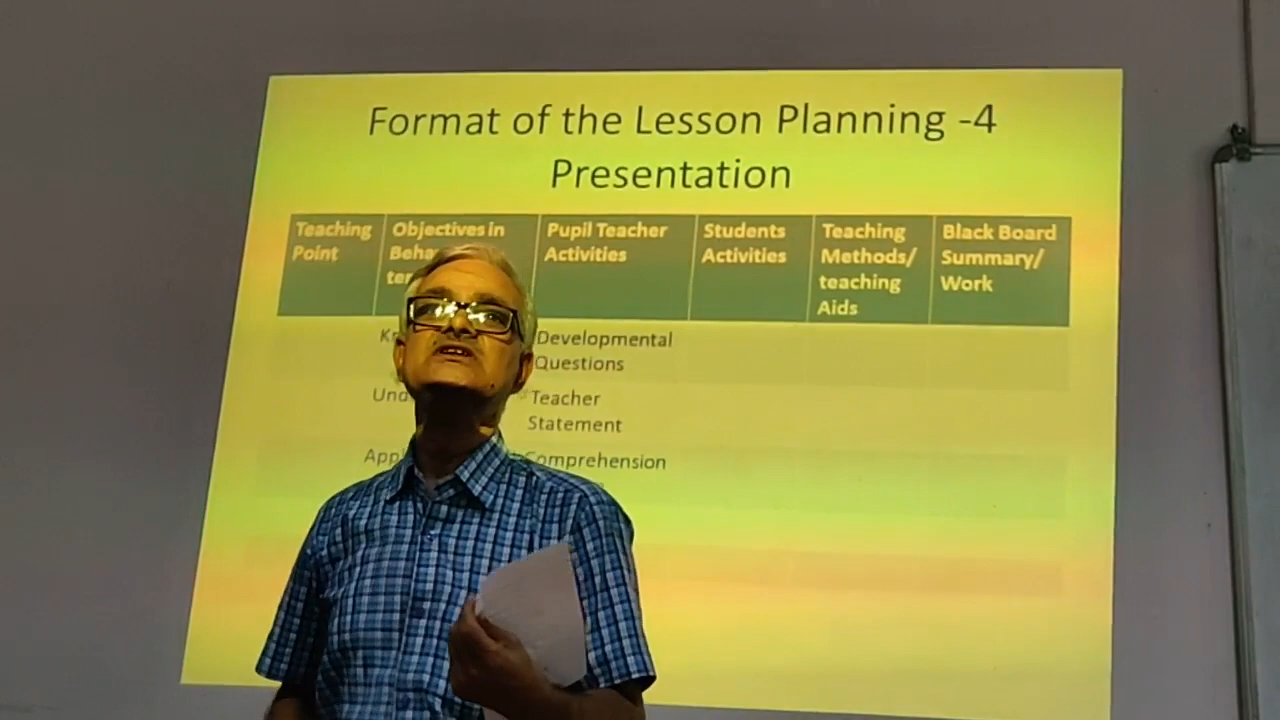 Format of the Lesson Planning -4
Presentation
Teaching
Point
Objectives in
Pupil Teacher
Activities
Students
Activities
Teaching
Methods/
teaching
Aids
Black Board
Summary/
Work
Developmental
Questions
Teacher
Statement
Comprehension